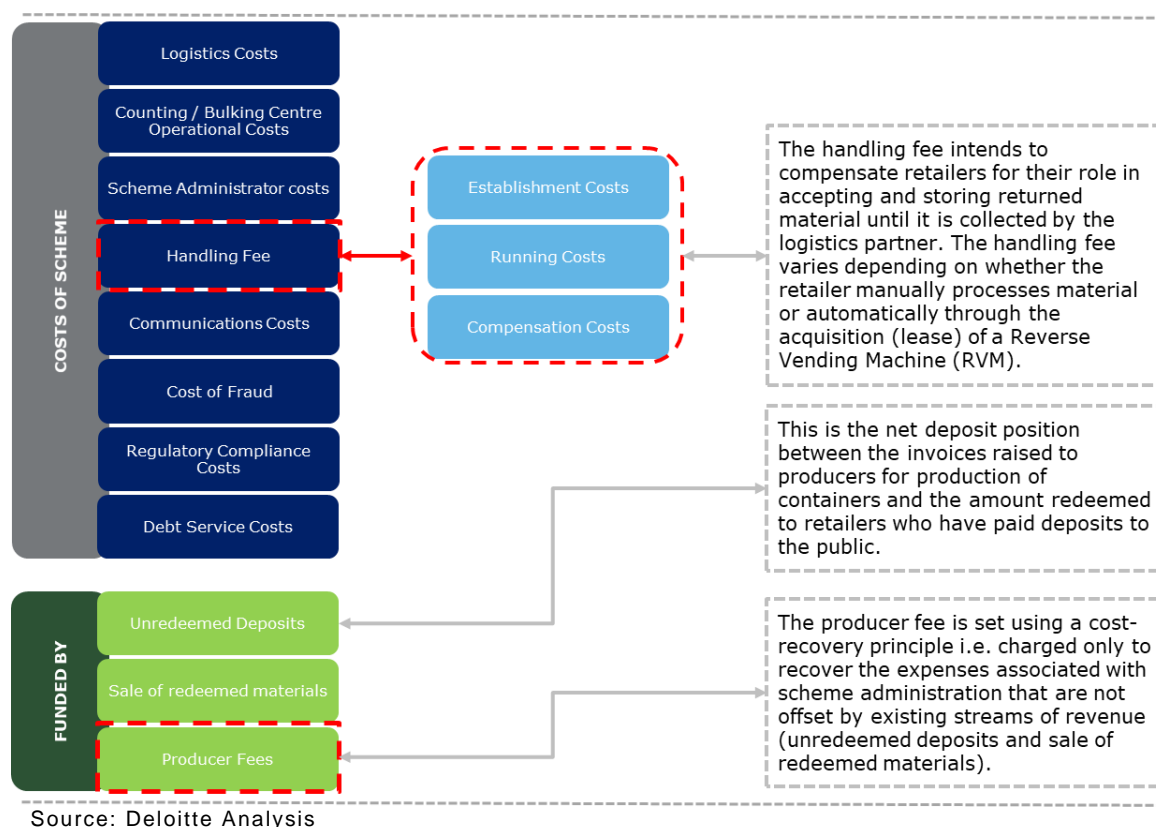 COSTS OF SCHEME
Logistics Costs
Counting / Bulking Centre
Operational Costs
Scheme Administrator costs
Handling Fee
Communications Costs
Cost of Fraud
Regulatory Compliance
Costs
Debt Service Costs
Establishment Costs
Running Costs
Compensation Costs
The handling fee intends to
compensate retailers for their role in
accepting and storing returned
material until it is collected by the
logistics partner. The handling fee
varies depending on whether the
retailer manually processes material
or automatically through the
acquisition (lease) of a Reverse
Vending Machine (RVM).
This is the net deposit position
between the invoices raised to
producers for production of
containers and the amount redeemed
to retailers who have paid deposits to
the public.
FUNDED BY
Unredeemed Deposits
Sale of redeemed materials
Producer Fees
The producer fee is set using a cost-
recovery principle i.e. charged only to
recover the expenses associated with
scheme administration that are not
offset by existing streams of revenue
(unredeemed deposits and sale of
redeemed materials).
Source: Deloitte Analysis